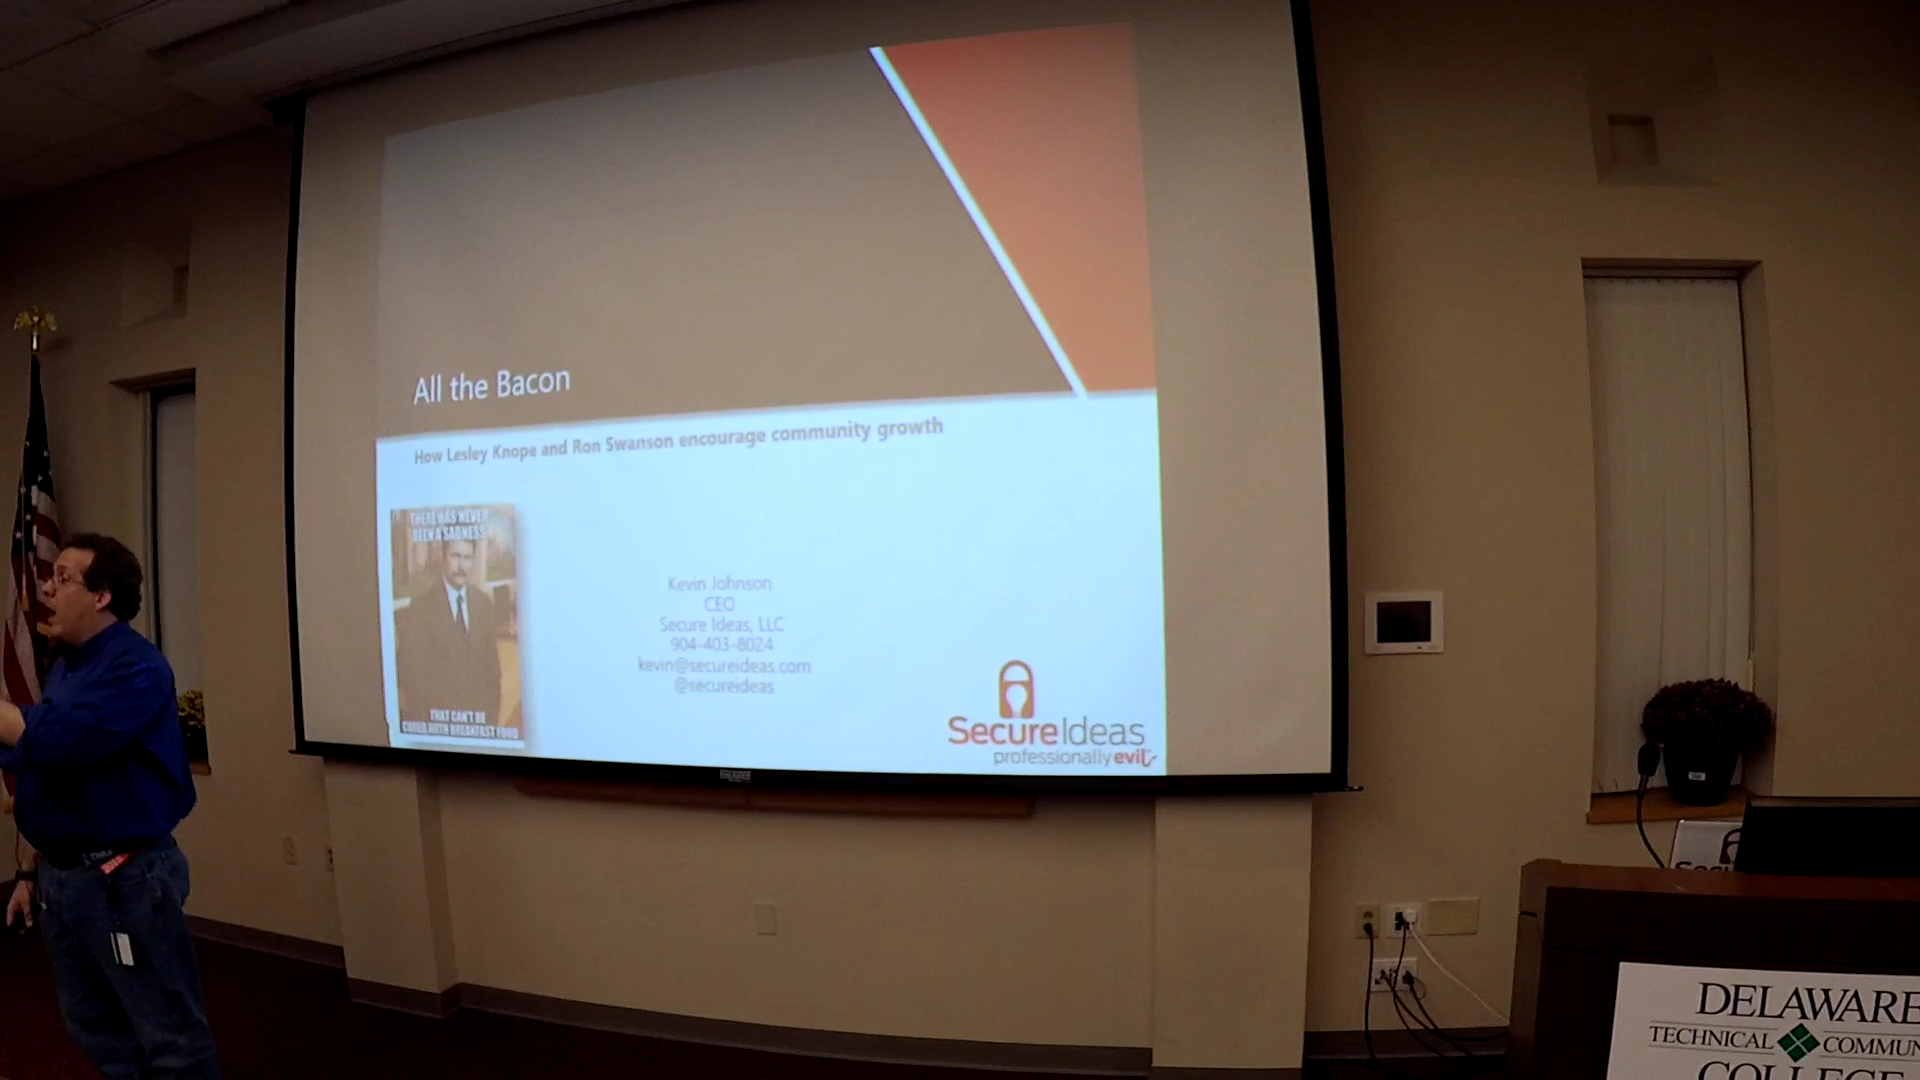 All the Bacon
How Lesley Knope and Ron Swanson encourage community growth
THERE HAS NEVER
BEEN A SADNESS
THAT CAN'T BE
CURED WITH BREAKFAST FOOD
Kevin Johnson
CEO
Secure Ideas, LLC
904-403-8024
kevin@secureideas.com
@secureideas
SecureIdeas
professionally evil
DELAWARE
TECHNICAL COMMUN
COLLEGE